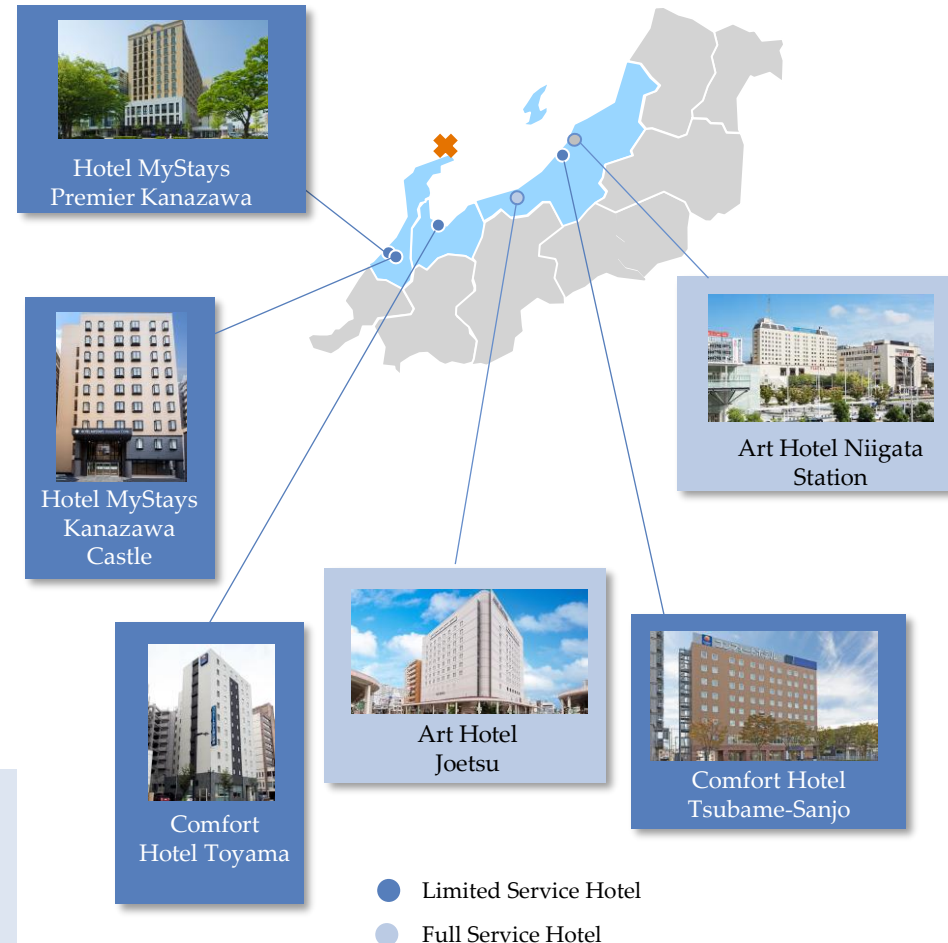 Hotel MyStays
Premier Kanazawa
Art Hotel Niigata
Station
Hotel MyStays
Kanazawa
Castle
Art Hotel
Joetsu
Comfort Hotel
Tsubame-Sanjo
Comfort
Hotel Toyama
Limited Service Hotel
Full Service Hotel